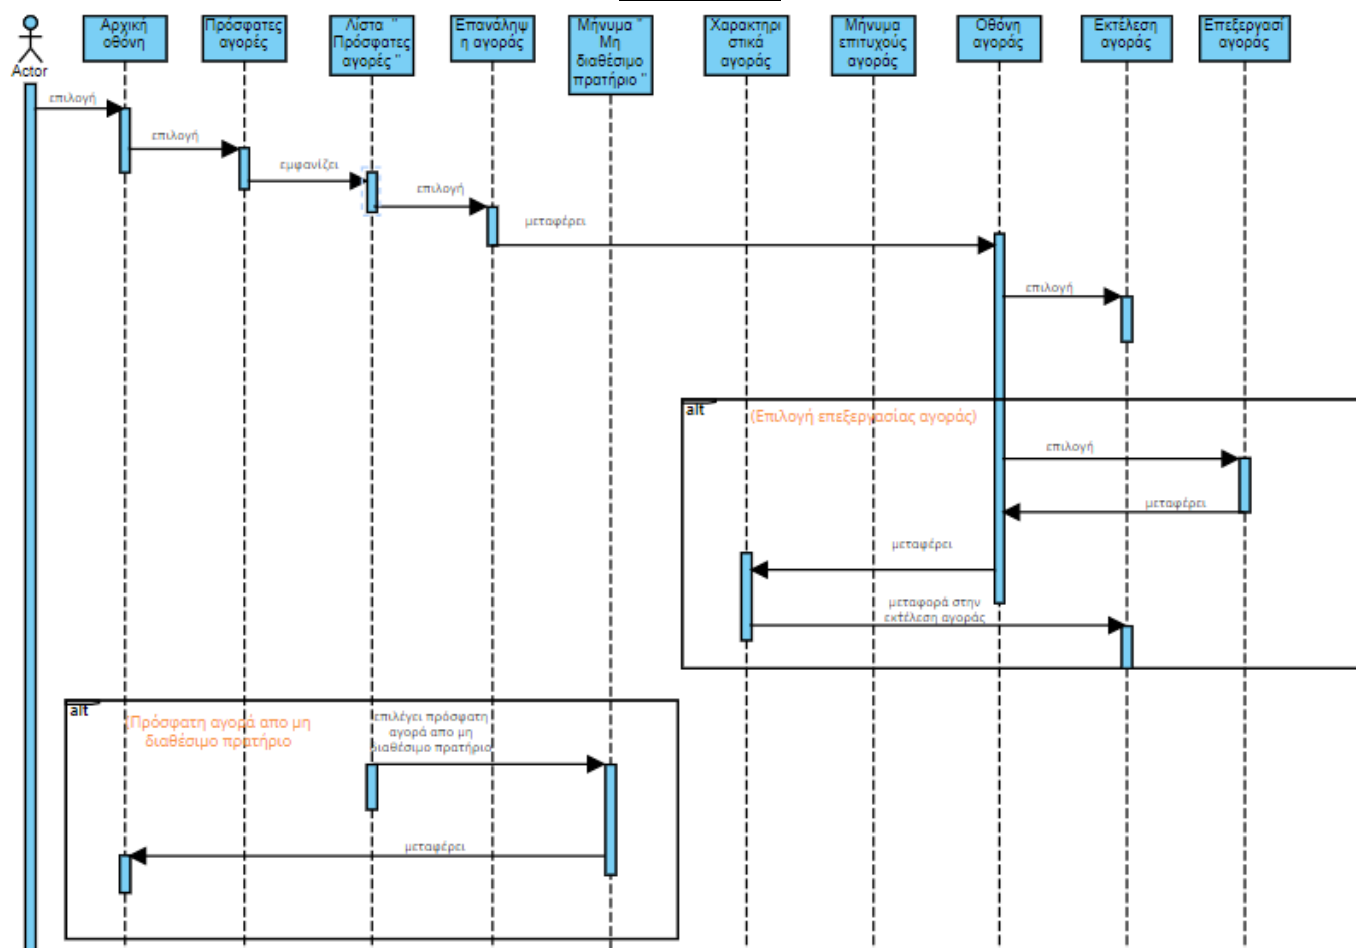 Actor
Αρχική
οθόνη
Πρόσφατες
αγορές
Λίστα "
Πρόσφατες
αγορές "
Επανάληψ
η αγοράς
Μήνυμα "
Μη
διαθέσιμο
πρατήριο "
Χαρακτηρι
στικά
αγοράς
Μήνυμα
επιτυχούς
αγοράς
Οθόνη
αγοράς
Εκτέλεση
αγοράς
Επεξεργασί
αγοράς
επιλογή
επιλογή
εμφανίζει
επιλογή
μεταφέρει
επιλογή
alt
(Επιλογή επεξεργασίας αγοράς)
επιλογή
μεταφέρει
μεταφέρει
μεταφορά στην
εκτέλεση αγοράς
alt
(Πρόσφατη αγορά απο μη
διαθέσιμο πρατήριο
επιλέγει πρόσφατη
αγορά απο μη
διαθέσιμο πρατήριο
μεταφέρει